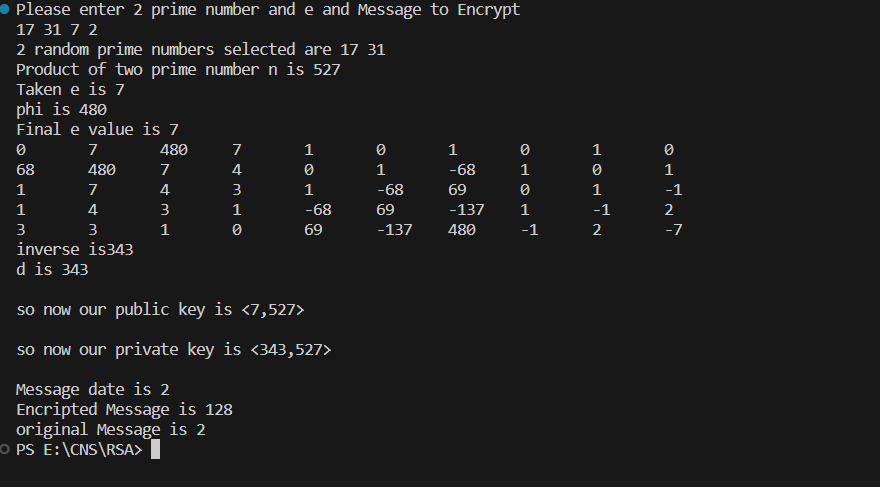 Please enter 2 prime number and e and Message to Encrypt
17 31 7 2
2 random prime numbers selected are 17 31
Product of two prime number n is 527
Taken e is 7
phi is 480
Final e value is 7
0 7 480 7 1 0 1 0 1 0
68 480 7 4 0 1 -68 1 0 1
1 7 4 3 1 -68 69 0 1 -1
1 4 3 1 -68 69 -137 1 -1 2
3 3 1 0 69 -137 480 -1 2 -7
inverse is343
d is 343
so now our public key is <7,527>
so now our private key is <343,527>
Message date is 2
Encripted Message is 128
original Message is 2
PS E:\CNS\RSA>